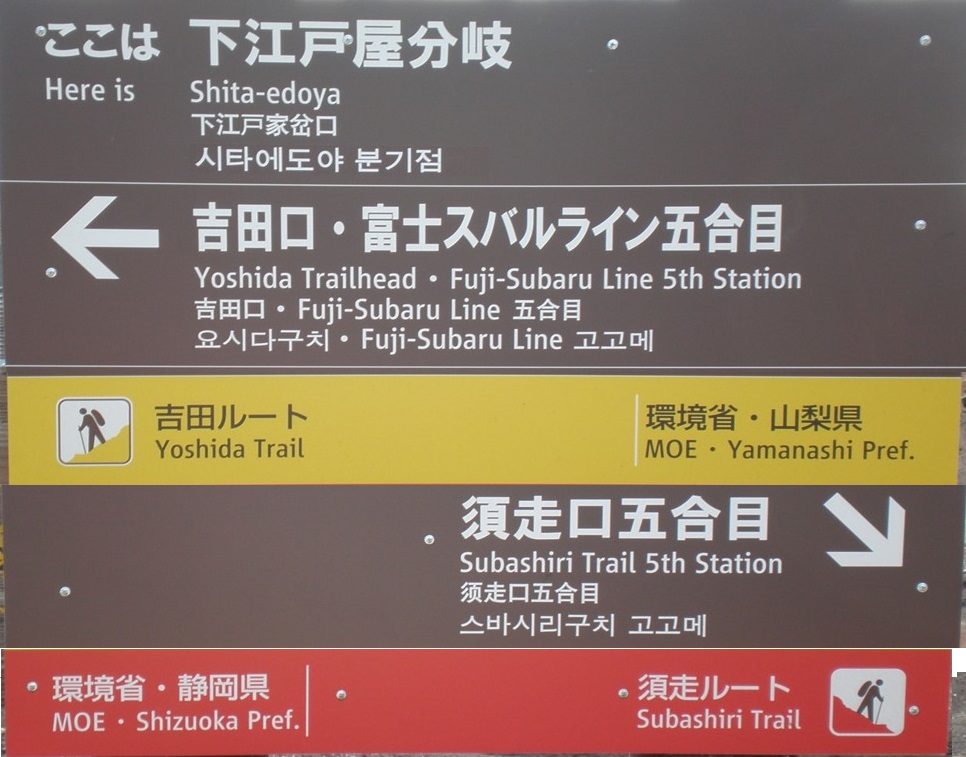 ここは 下江戸屋分岐
Here is Shita-edoya
下江戸家岔口
시타에도야 분기점
吉田口・富士スバルライン五合目
Yoshida Trailhead・Fuji-Subaru Line 5th Station
吉田口・Fuji-Subaru Line 五合目
요시다구치・Fuji-Subaru Line 고고메
吉田ルート
Yoshida Trail
環境省・山梨県
MOE・Yamanashi Pref.
須走口五合目
Subashiri Trail 5th Station
须走口五合目
스바시리구치 고고메
環境省・静岡県
MOE・Shizuoka Pref.
須走ルート
Subashiri Trail